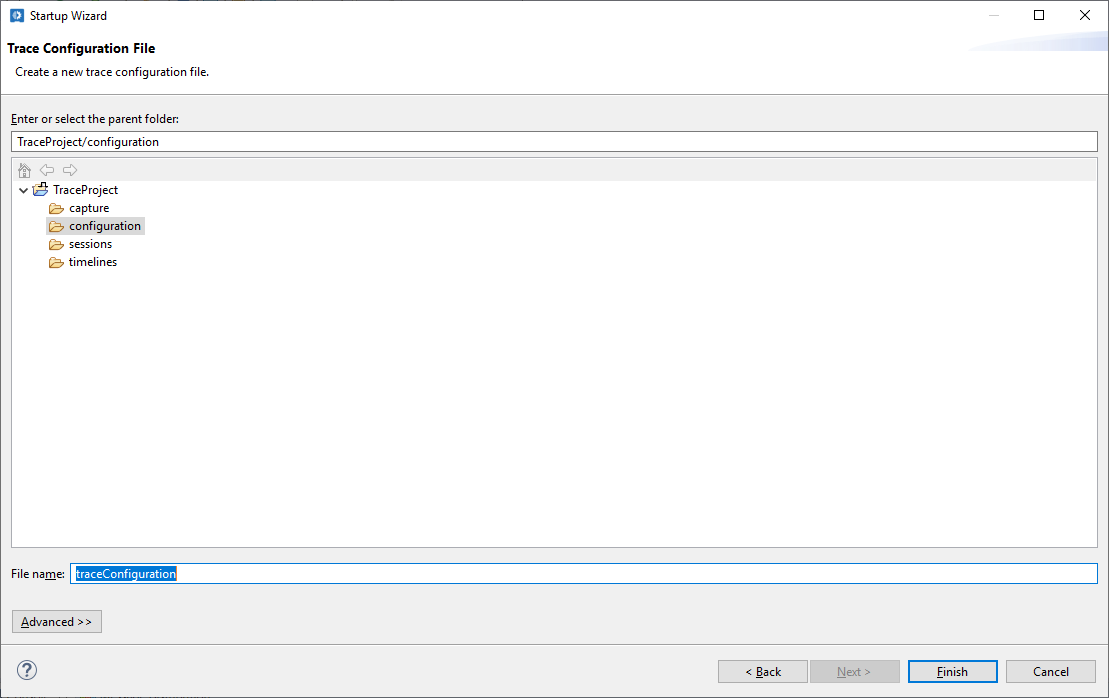 Startup Wizard
Trace Configuration File
Create a new trace configuration file.
Enter or select the parent folder:
TraceProject/configuration
TraceProject
capture
configuration
sessions
timelines
File name: traceConfiguration
Advanced >>
? < Back Next > Finish Cancel